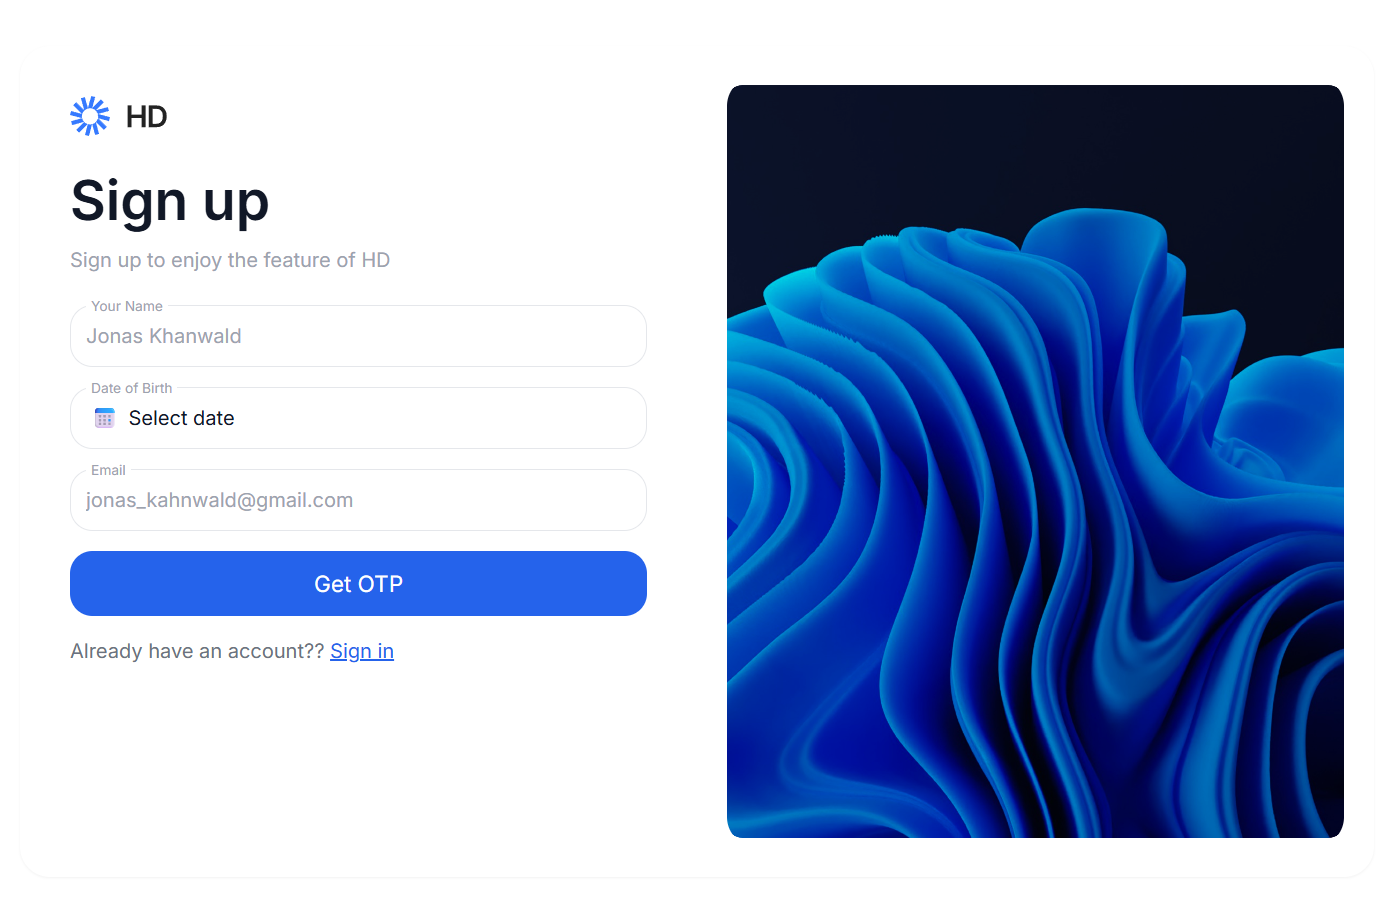 HD
Sign up
Sign up to enjoy the feature of HD
Your Name
Jonas Khanwald
Date of Birth
Select date
Email
jonas_kahnwald@gmail.com
Get OTP
Already have an account?? Sign in